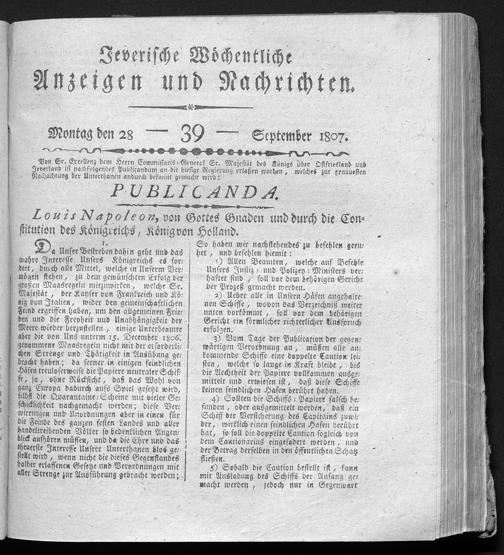 Jeverische Wöchentliche
Anzeigen und Nachrichten.
Montag den 28 — 39 — September 1807.
Von Sr. Excellenz dem Herrn Commissaris-General Sr. Majestät des Königs über Ostfriesland und
Jeverland ist nachfolgendes Publicandum an die hiesige Regierung erlassen worden, welches zur genauesten
Nachachtung der Unterthanen andurch bekannt gemacht wird:
PUBLICANDA.
Louis Napoleon, von Gottes Gnaden und durch die Con-
stitution des Königreichs, König von Holland.
1.
Da Unser Bestreben dahin geht und das
wahre Interesse Unsers Königreichs es for-
dert, durch alle Mittel, welche in Unserm Ver-
mögen stehen, zu dem gewünschten Erfolg der
großen Maasregeln mitzuwirken, welche Sr.
Majestät, der Kayser von Frankreich und Kö-
nig von Italien, wider den gemeinschaftlichen
Feind ergriffen haben, um den allgemeinen Frie-
den und die Freyheit und Unabhängigkeit der
Meere wieder herzustellen, einige Unterbeamte
aber die von Uns unterm 15. December 1806.
genommene Maasregeln nicht mit der erforderli-
chen Strenge und Thätigkeit in Ausübung ge-
bracht haben; da ferner in einigen feindlichen
Häfen treuloserweise die Papiere neutraler Schif-
fe, ja, ohne Rücksicht, daß das Wohl von
ganz Europa dadurch aufs Spiel gesetzt wird,
selbst die Quarantaine-Scheine mit vieler Ge-
schicklichkeit nachgemacht werden; diese Ver-
wirrungen und Unordnungen aber in einem für
die Feinde des ganzen festen Landes und aller
handeltreibenden Völker so bedenklichen Augen-
blick aufhören müssen, und da die Ehre und das
theuerste Interesse Unserer Unterthanen blos ge-
stellt wird, wenn nicht die dieses Gegenstandes
halber erlassenen Gesetze und Verordnungen mit
aller Strenge zur Ausführung gebracht werden;
So haben wir nachstehendes zu befehlen geru-
het, und befehlen hiemit:
1) Allen Beamten, welche auf Befehle
Unsers Justiz- und Polizey-Ministers ver-
haftet sind, soll vor dem dehörigen Gericht
der Prozeß gemacht werden.
2) Ueber alle in Unsern Häfen angehalte-
nen Schiffe, wovon das Verzeichniß weiter
unten vorkommt, soll vor dem behörigen
Gericht ein förmlicher richterlicher Ausspruch
erfolgen.
3) Vom Tage der Publication der gegen-
wärtigen Verordnung an, müssen alle an-
kommende Schiffe eine doppelte Caution lei-
sten, welche so lange in Kraft bleibt, bis
die Aechtheit der Papiere vollkommen ausge-
mittelt und erwiesen ist, daß diese Schiffe
keinen feindlichen Hafen berührt haben.
4) Sollten die Schiffs-Papiere falsch be-
funden, oder ausgemittelt werden, daß ein
Schiff der Versicherung des Capitains zuwi-
der, wirklich einen feindlichen Hafen berührt
hat, so soll die doppelte Caution sogleich von
dem Cautionarius eingefodert werden; und
der Betrag derselben in den öffentlichen Schatz
fließen.
5) Sobald die Caution bestellt ist, kann
mit Ausladung des Schiffs der Anfang ge-
macht werden, jedoch nur in Gegenwart